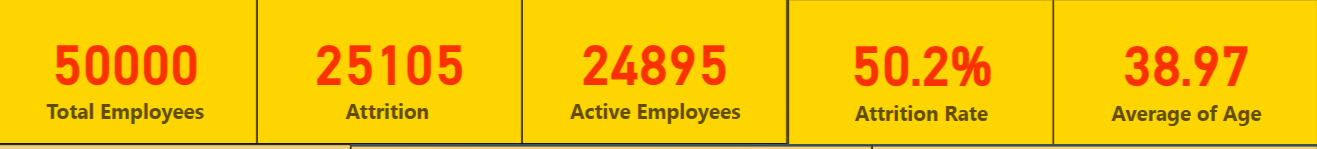 50000
Total Employees
25105
Attrition
24895
Active Employees
50.2%
Attrition Rate
38.97
Average of Age